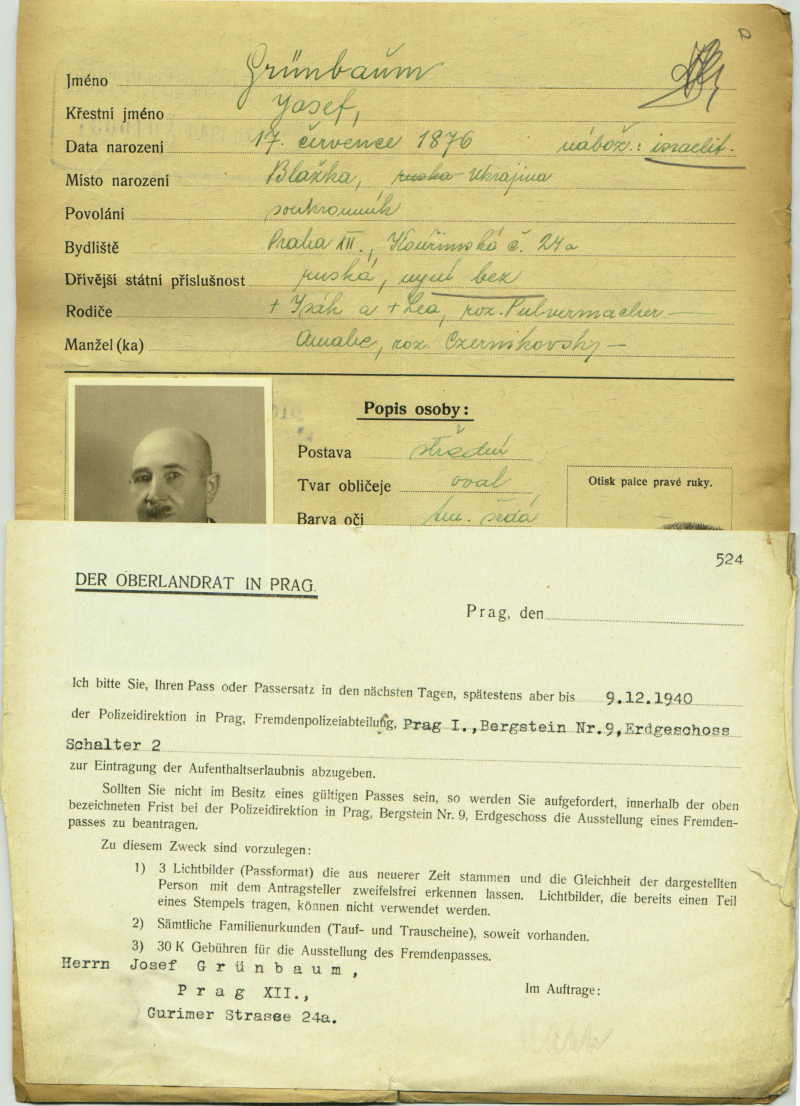 Jméno Grünbaum
Křestní jméno Josef,
Data narození 17. července 1876 nábož.: israelit.
Místo narození Blažka, ruska Ukrajina
Povolání soukromník
Bydliště Praha XII., Kouřimská č. 24a
Dřívější státní příslušnost ruská, nyní bez
Rodiče + Isák a + Lea, roz. Pulvermacher —
Manžel (ka) roz. Czernikovsky —
Popis osoby:
Postava střední
Tvar obličeje oval
Barva oči tm. šedá
Otisk palce pravé ruky.
524
DER OBERLANDRAT IN PRAG.
Prag, den
Ich bitte Sie, Ihren Pass oder Passersatz in den nächsten Tagen, spätestens aber bis 9.12.1940
der Polizeidirektion in Prag, Fremdenpolizeiabteilung, Prag I.,Bergstein Nr.9,Erdgeschoss
Schalter 2
zur Eintragung der Aufenthaltserlaubnis abzugeben.
Sollten Sie nicht im Besitz eines gültigen Passes sein, so werden Sie aufgefordert, innerhalb der oben
bezeichneten Frist bei der Polizeidirektion in Prag, Bergstein Nr. 9, Erdgeschoss die Ausstellung eines Fremden-
passes zu beantragen.
Zu diesem Zweck sind vorzulegen:
1) 3 Lichtbilder (Passformat) die aus neuerer Zeit stammen und die Gleichheit der dargestellten
Person mit dem Antragsteller zweifelsfrei erkennen lassen. Lichtbilder, die bereits einen Teil
eines Stempels tragen, können nicht verwendet werden.
2) Sämtliche Familienurkunden (Tauf- und Trauscheine), soweit vorhanden.
3) 30 K Gebühren für die Ausstellung des Fremdenpasses.
Herrn Josef Grünbaum,
Prag XII.,
Gurimer Strasse 24a.
Im Auftrage: